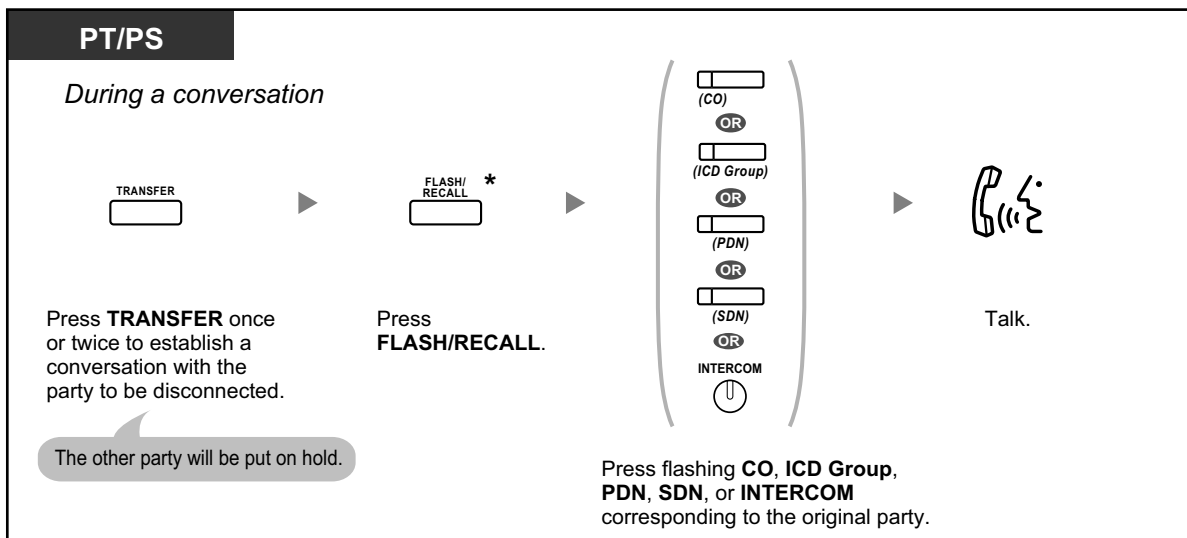 PT/PS
During a conversation
TRANSFER
FLASH/
RECALL
*
(CO)
OR
(ICD Group)
OR
(PDN)
OR
(SDN)
OR
INTERCOM
Press TRANSFER once
or twice to establish a
conversation with the
party to be disconnected.
The other party will be put on hold.
Press
FLASH/RECALL.
Press flashing CO, ICD Group,
PDN, SDN, or INTERCOM
corresponding to the original party.
Talk.